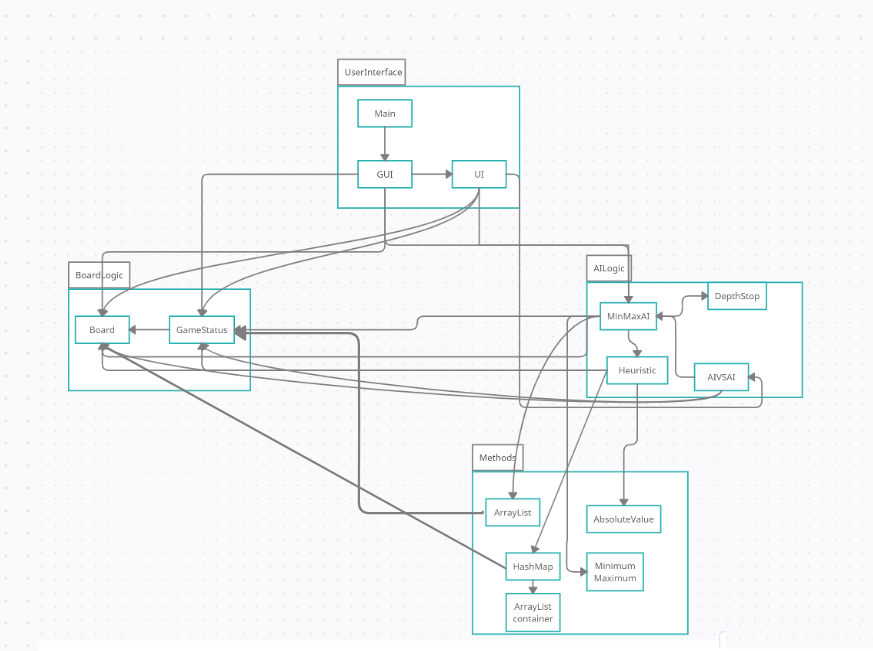 UserInterface
Main
GUI
UI
BoardLogic
AILogic
Board
GameStatus
MinMaxAI
DepthStop
Heuristic
AIVSAI
Methods
ArrayList
AbsoluteValue
HashMap
Minimum
Maximum
ArrayList
container